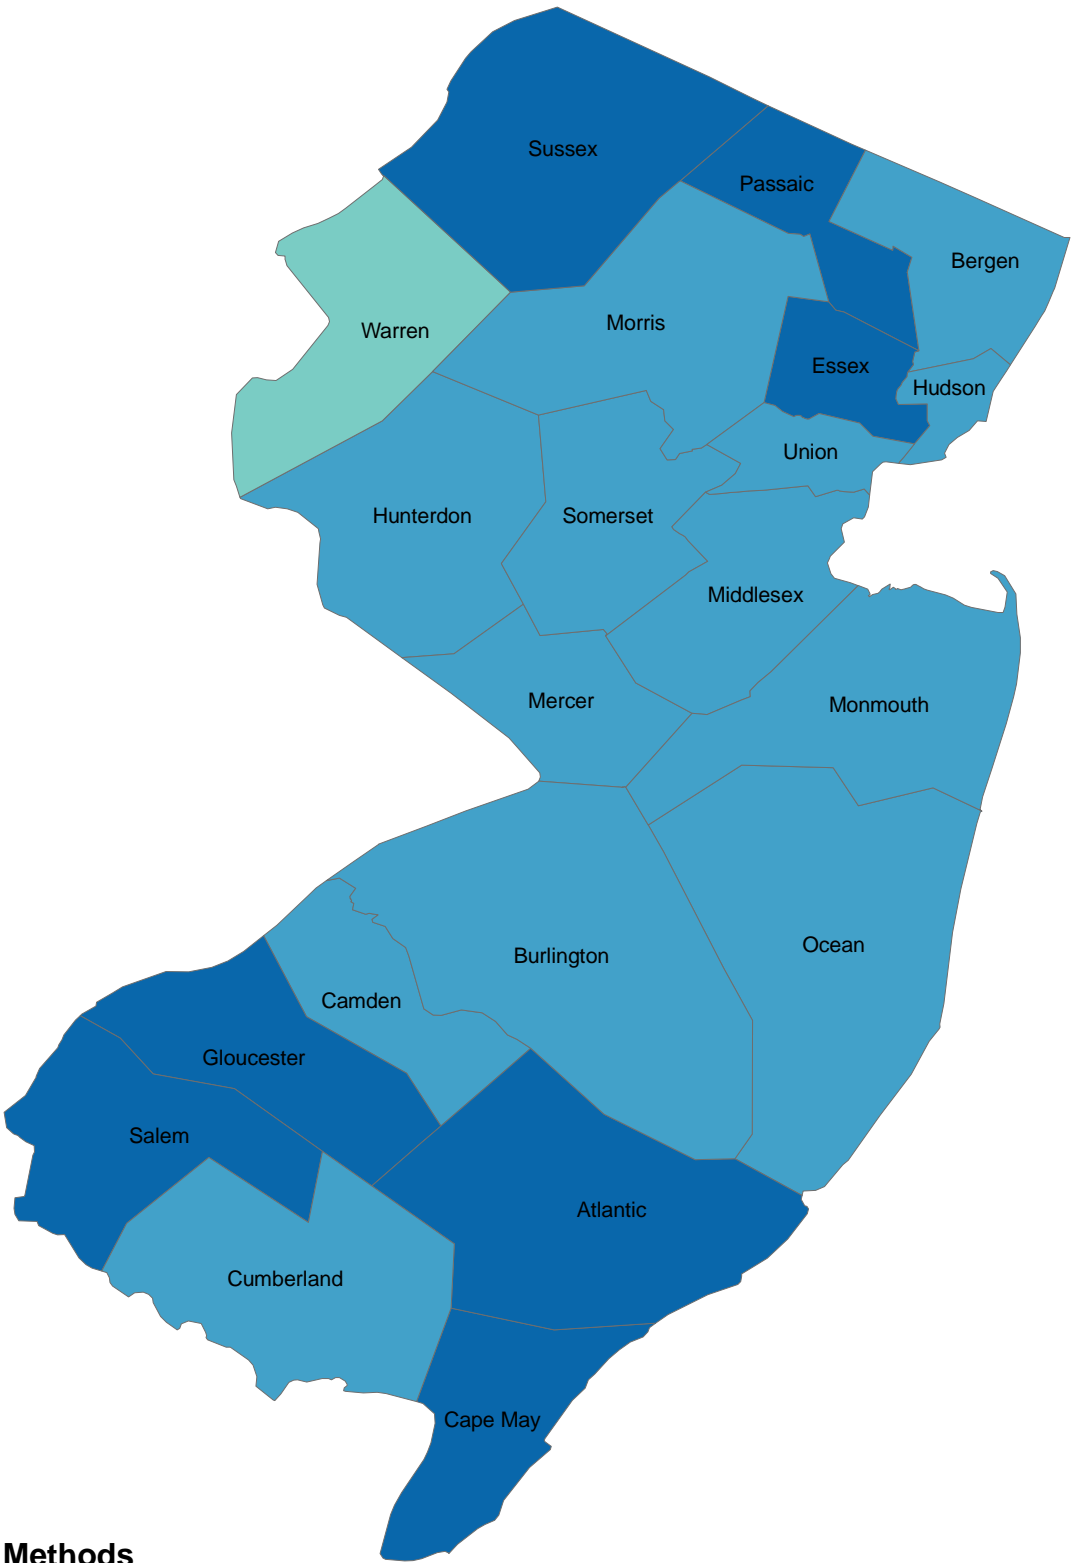 Sussex
Passaic
Bergen
Warren
Morris
Essex
Hudson
Union
Hunterdon
Somerset
Middlesex
Mercer
Monmouth
Burlington
Ocean
Camden
Gloucester
Salem
Atlantic
Cumberland
Cape May
Methods